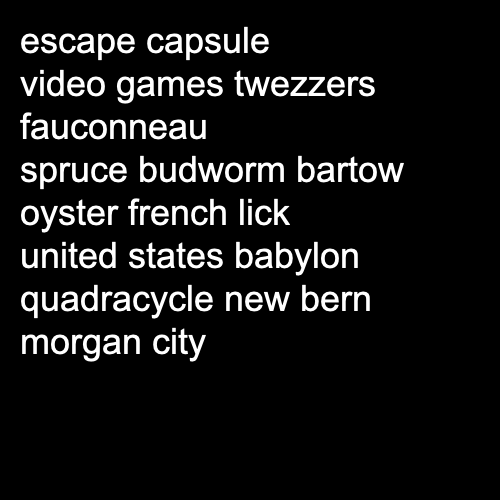 escape capsule
video games twezzers
fauconneau
spruce budworm bartow
oyster french lick
united states babylon
quadracycle new bern
morgan city